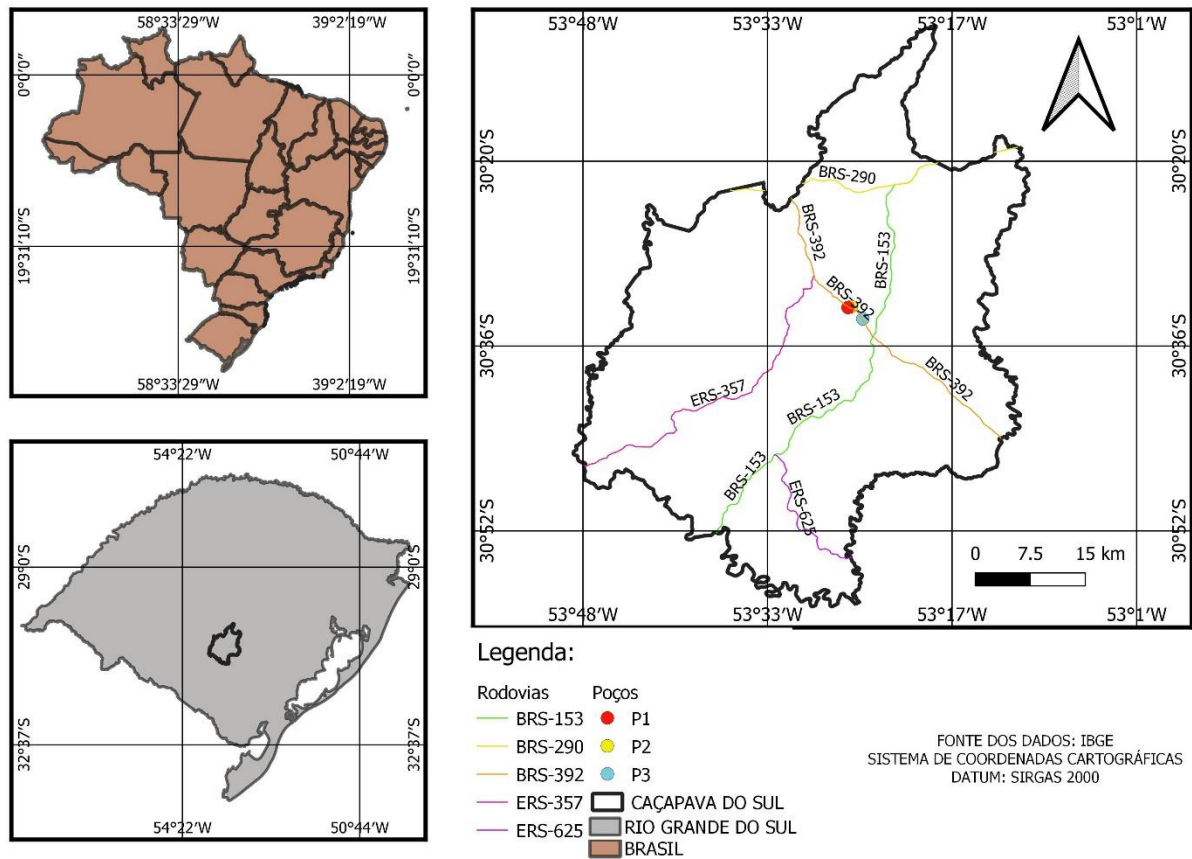 58°33'29"W 39°2'19"W
0°0'0" 0°0'0"
19°31'10"S 19°31'10"S
58°33'29"W 39°2'19"W
54°22'W 50°44'W
29°0'S 29°0'S
32°37'S 32°37'S
54°22'W 50°44'W
53°48'W 53°33'W 53°17'W 53°1'W
30°20'S 30°20'S
BRS-290
BRS-392
BRS-153
BRS-392
30°36'S 30°36'S
ERS-357
BRS-392
BRS-153
BRS-153
ERS-625
30°52'S 30°52'S
0 7.5 15 km
53°48'W 53°33'W 53°17'W 53°1'W
Legenda:
Rodovias Poços
BRS-153 P1
BRS-290 P2
BRS-392 P3
ERS-357 CAÇAPAVA DO SUL
ERS-625 RIO GRANDE DO SUL
BRASIL
FONTE DOS DADOS: IBGE
SISTEMA DE COORDENADAS CARTOGRÁFICAS
DATUM: SIRGAS 2000